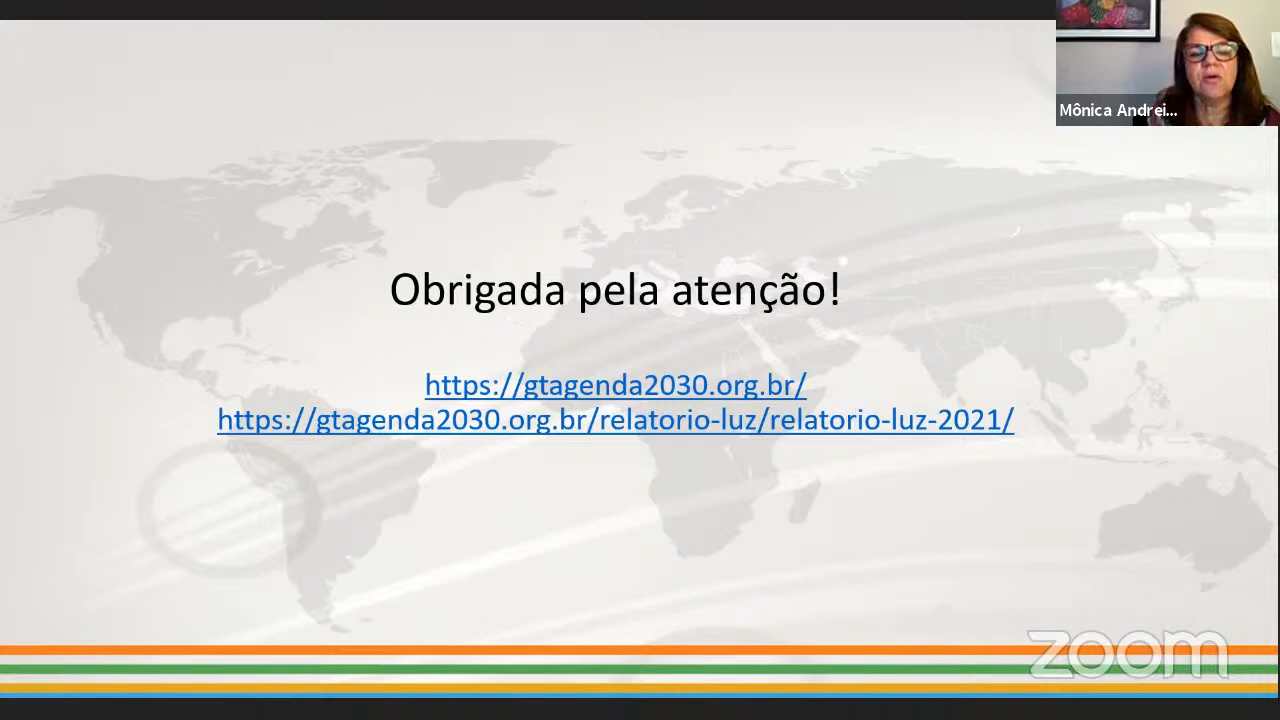 Mônica Andrei...
Obrigada pela atenção!
https://gtagenda2030.org.br/
https://gtagenda2030.org.br/relatorio-luz/relatorio-luz-2021/
zoom